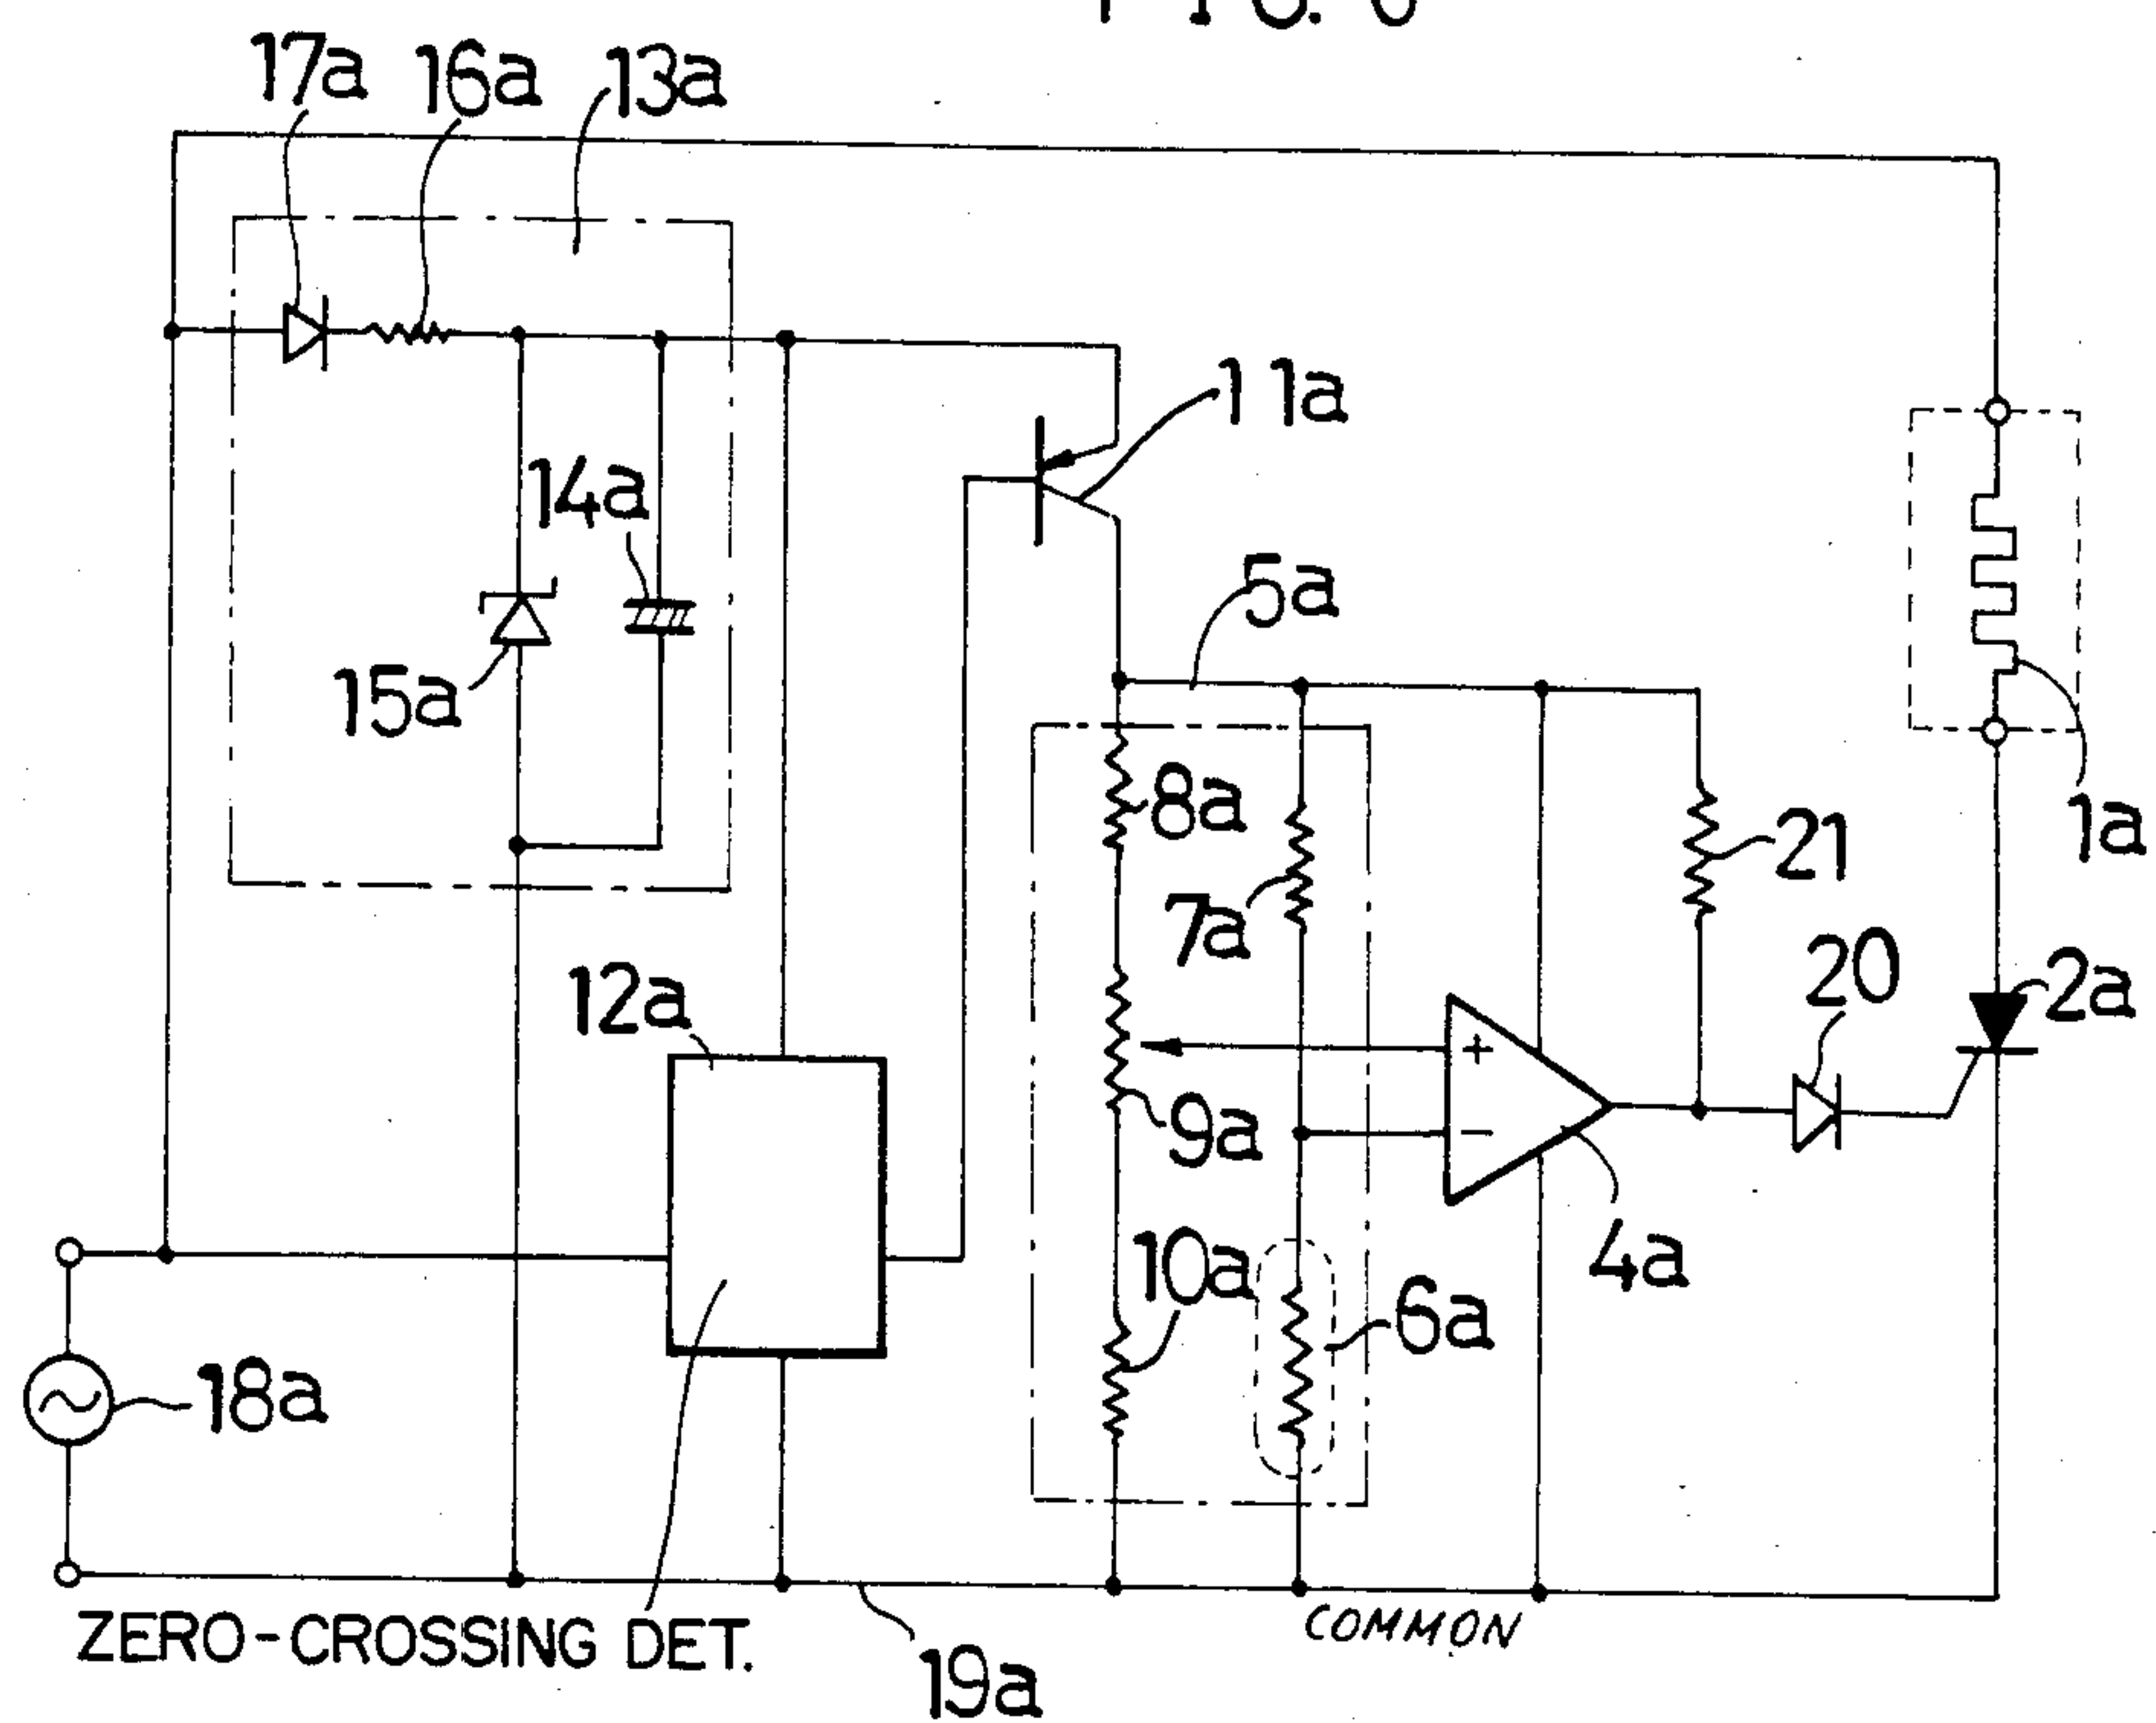 17a 16a 13a
11a
14a
5a
15a
8a
21
1a
7a
20
2a
12a
+
9a
−
4a
10a
6a
18a
ZERO-CROSSING DET.
COMMON
19a